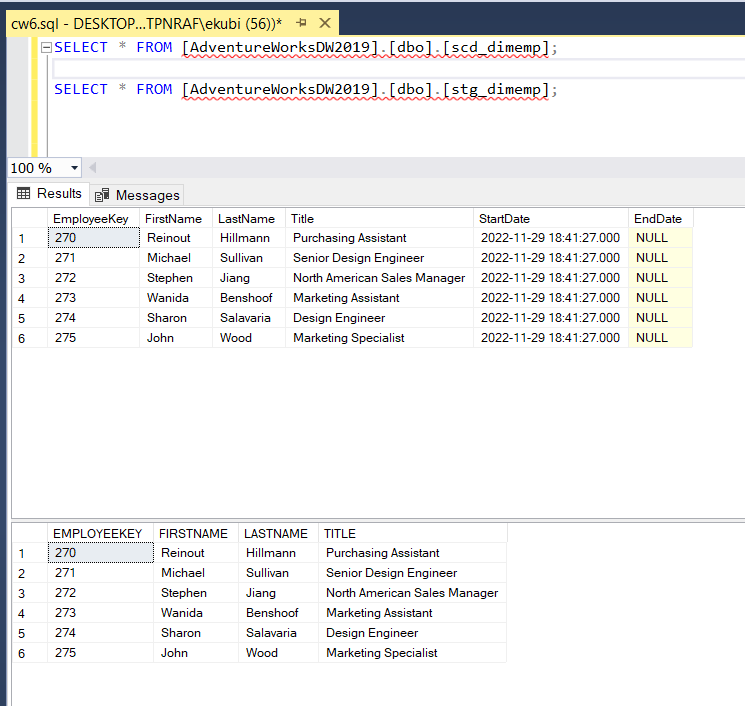 cw6.sql - DESKTOP...TPNRAF\ekubi (56))*
SELECT * FROM [AdventureWorksDW2019].[dbo].[scd_dimemp];
SELECT * FROM [AdventureWorksDW2019].[dbo].[stg_dimemp];
100 %
Results Messages
EmployeeKey FirstName LastName Title StartDate EndDate
1 270 Reinout Hillmann Purchasing Assistant 2022-11-29 18:41:27.000 NULL
2 271 Michael Sullivan Senior Design Engineer 2022-11-29 18:41:27.000 NULL
3 272 Stephen Jiang North American Sales Manager 2022-11-29 18:41:27.000 NULL
4 273 Wanida Benshoof Marketing Assistant 2022-11-29 18:41:27.000 NULL
5 274 Sharon Salavaria Design Engineer 2022-11-29 18:41:27.000 NULL
6 275 John Wood Marketing Specialist 2022-11-29 18:41:27.000 NULL
EMPLOYEEKEY FIRSTNAME LASTNAME TITLE
1 270 Reinout Hillmann Purchasing Assistant
2 271 Michael Sullivan Senior Design Engineer
3 272 Stephen Jiang North American Sales Manager
4 273 Wanida Benshoof Marketing Assistant
5 274 Sharon Salavaria Design Engineer
6 275 John Wood Marketing Specialist